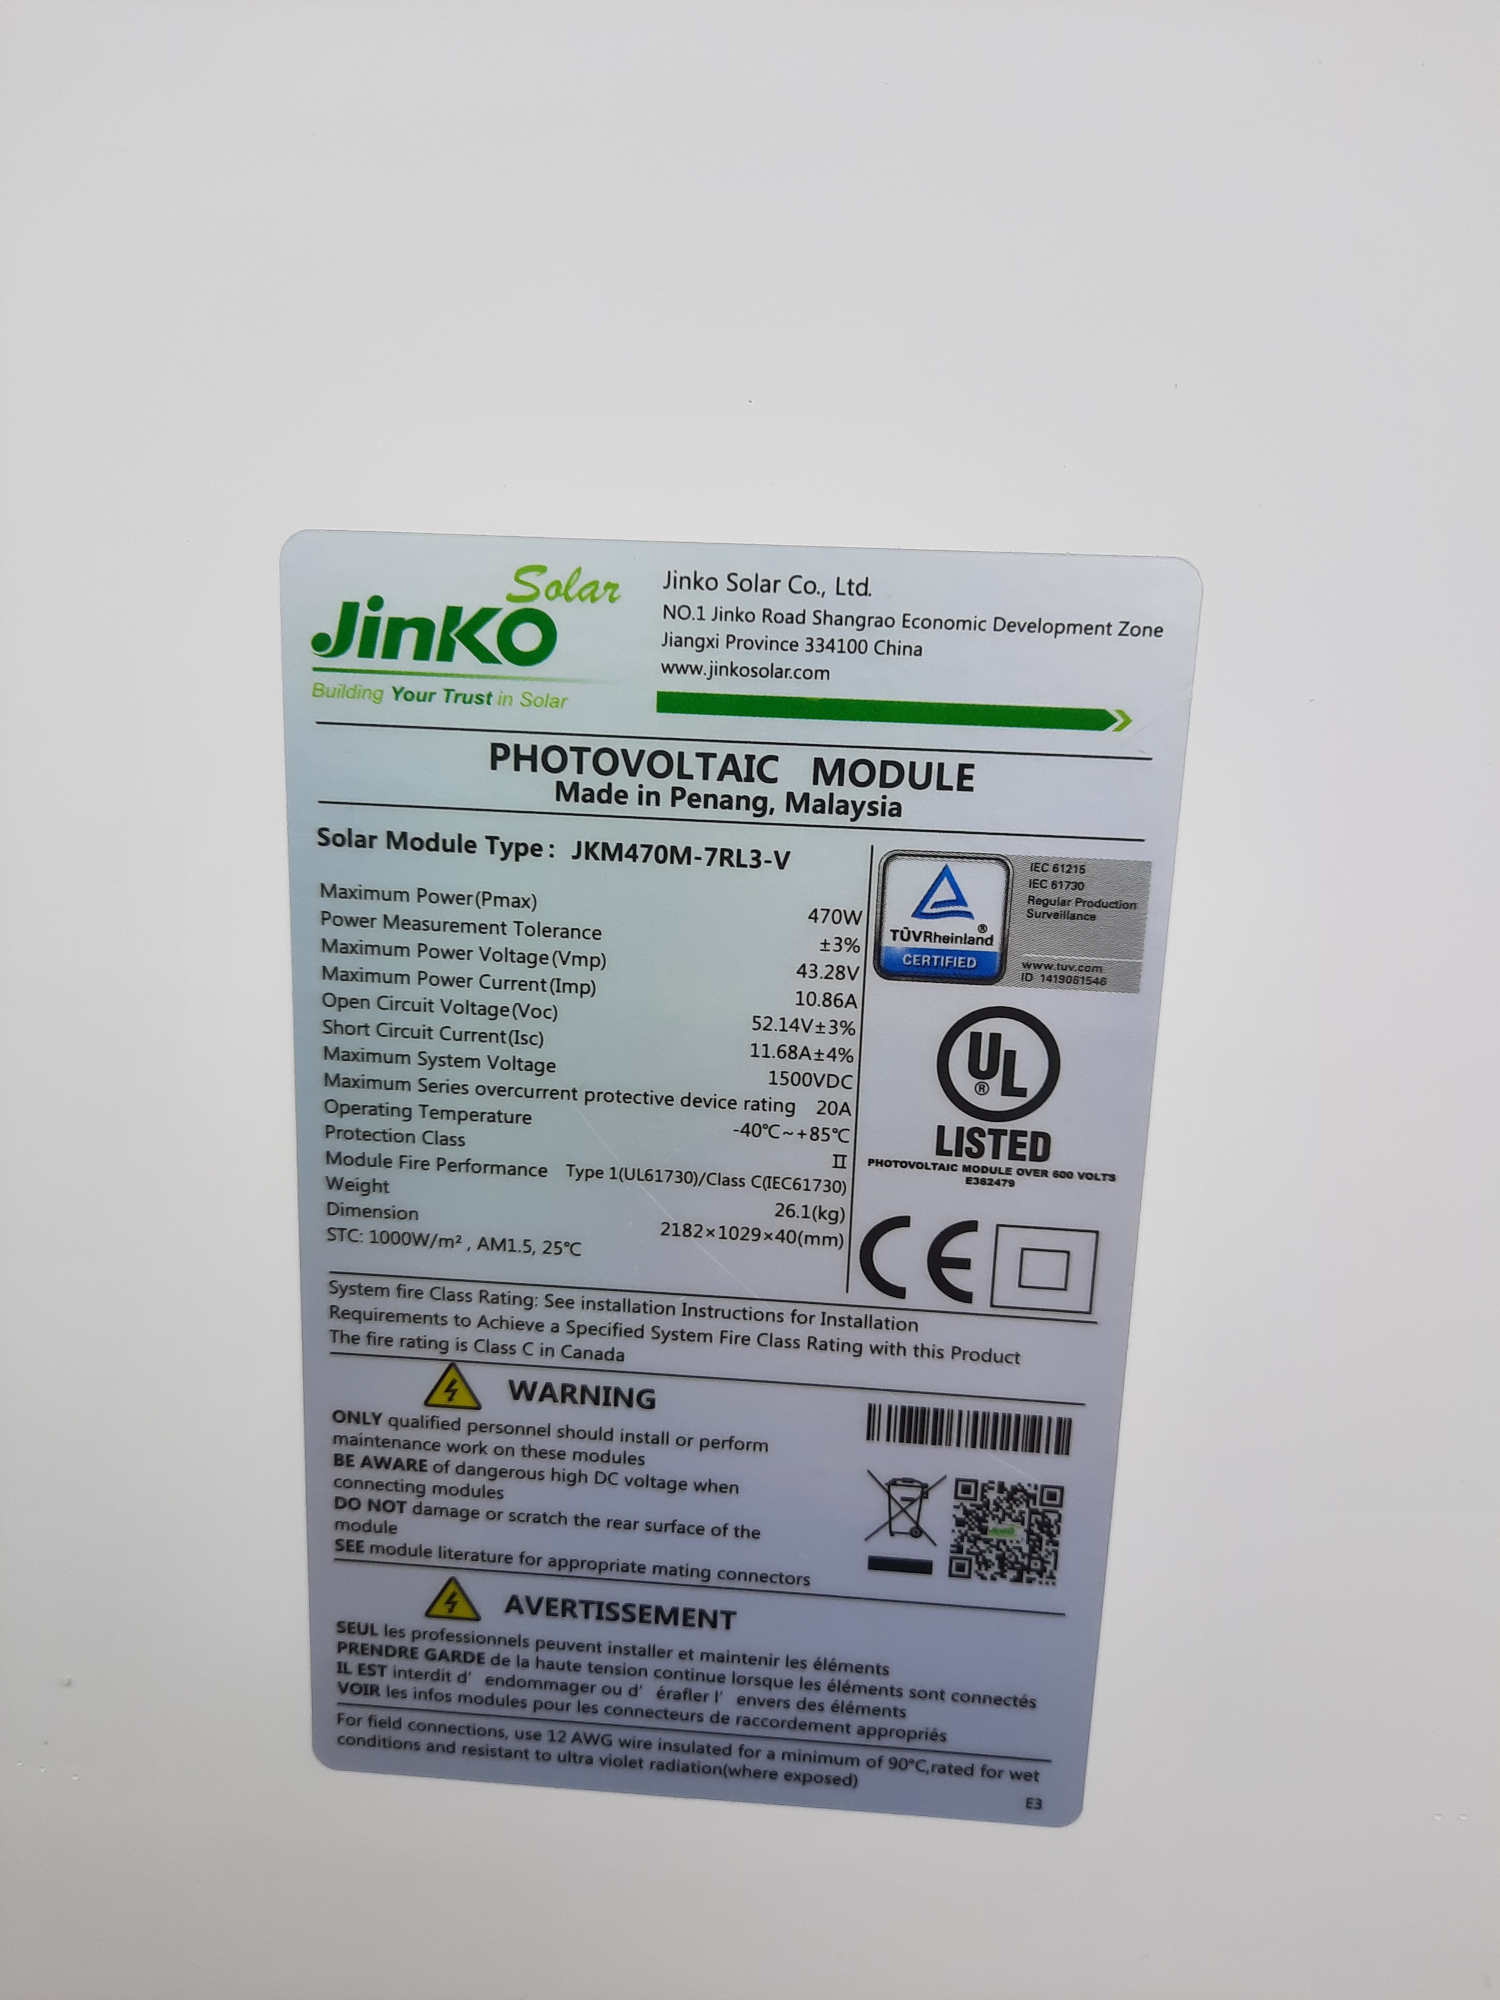 Solar
JinKO
Building Your Trust in Solar
Jinko Solar Co., Ltd.
NO.1 Jinko Road Shangrao Economic Development Zone
Jiangxi Province 334100 China
www.jinkosolar.com
PHOTOVOLTAIC MODULE
Made in Penang, Malaysia
Solar Module Type: JKM470M-7RL3-V
Maximum Power(Pmax) 470W
Power Measurement Tolerance ±3%
Maximum Power Voltage(Vmp) 43.28V
Maximum Power Current(Imp) 10.86A
Open Circuit Voltage(Voc) 52.14V±3%
Short Circuit Current(Isc) 11.68A±4%
Maximum System Voltage 1500VDC
Maximum Series overcurrent protective device rating 20A
Operating Temperature -40℃~+85℃
Protection Class II
Module Fire Performance Type 1(UL61730)/Class C(IEC61730)
Weight 26.1(kg)
Dimension 2182×1029×40(mm)
STC: 1000W/m², AM1.5, 25℃
TÜVRheinland®
CERTIFIED
IEC 61215
IEC 61730
Regular Production
Surveillance
www.tuv.com
ID 1419061546
UL®
LISTED
PHOTOVOLTAIC MODULE OVER 600 VOLTS
E362479
CE
System fire Class Rating: See installation Instructions for Installation
Requirements to Achieve a Specified System Fire Class Rating with this Product
The fire rating is Class C in Canada
WARNING
ONLY qualified personnel should install or perform
maintenance work on these modules
BE AWARE of dangerous high DC voltage when
connecting modules
DO NOT damage or scratch the rear surface of the
module
SEE module literature for appropriate mating connectors
JinKO
AVERTISSEMENT
SEUL les professionnels peuvent installer et maintenir les éléments
PRENDRE GARDE de la haute tension continue lorsque les éléments sont connectés
IL EST interdit d' endommager ou d' érafler l' envers des éléments
VOIR les infos modules pour les connecteurs de raccordement appropriés
For field connections, use 12 AWG wire insulated for a minimum of 90℃,rated for wet
conditions and resistant to ultra violet radiation(where exposed)
E3